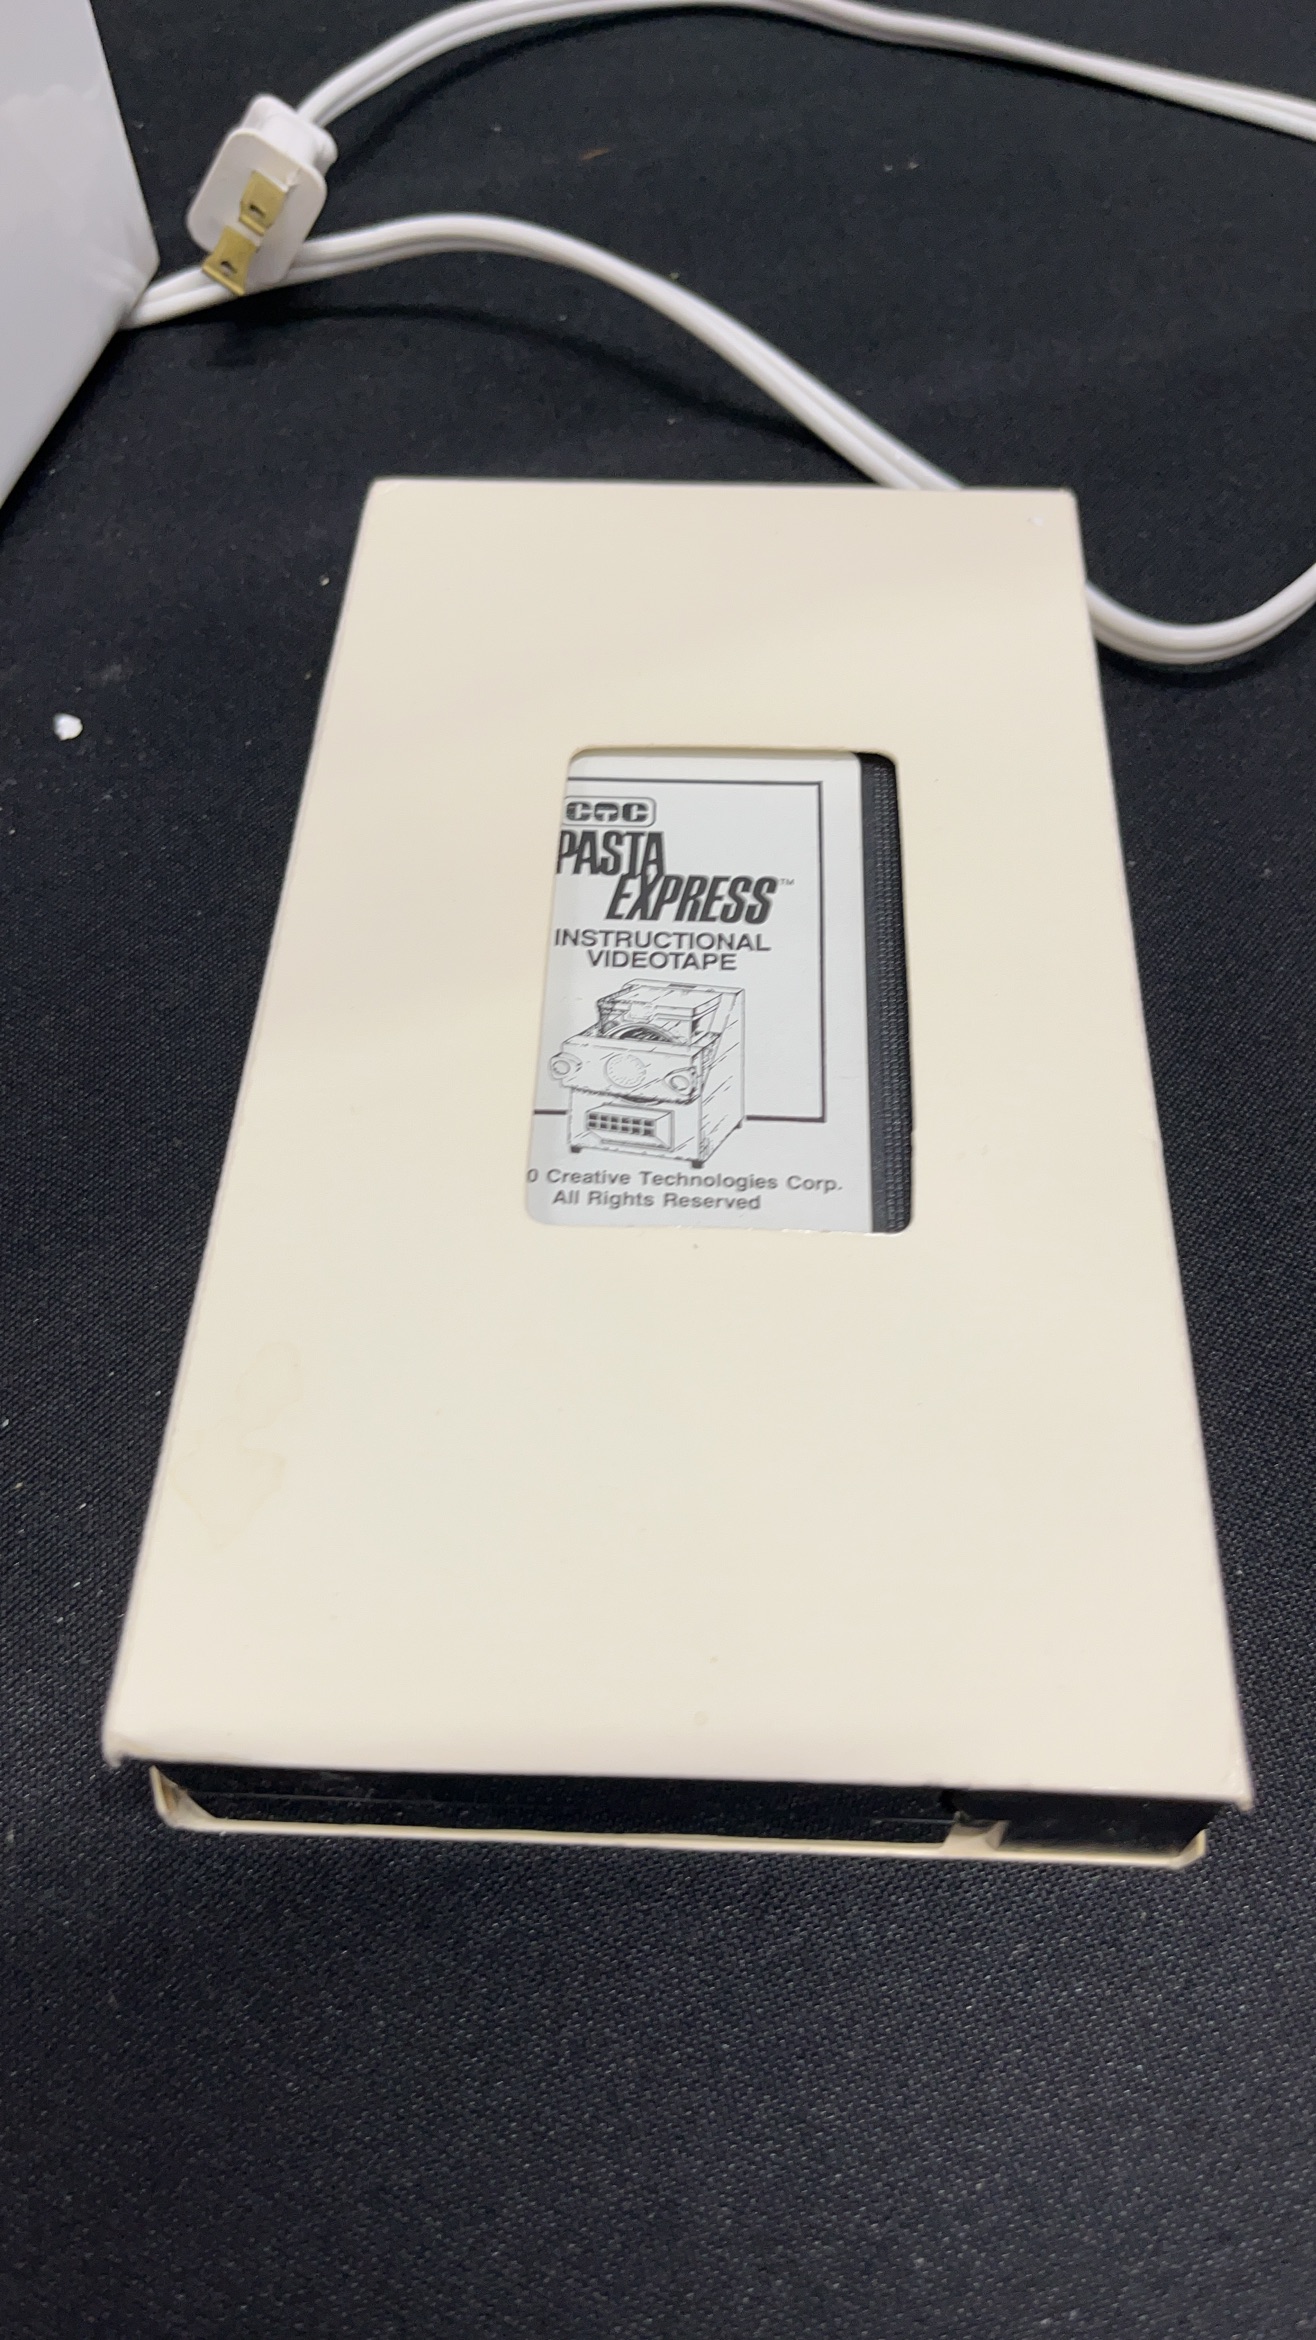 CTC
PASTA
EXPRESS™
INSTRUCTIONAL
VIDEOTAPE
0 Creative Technologies Corp.
All Rights Reserved